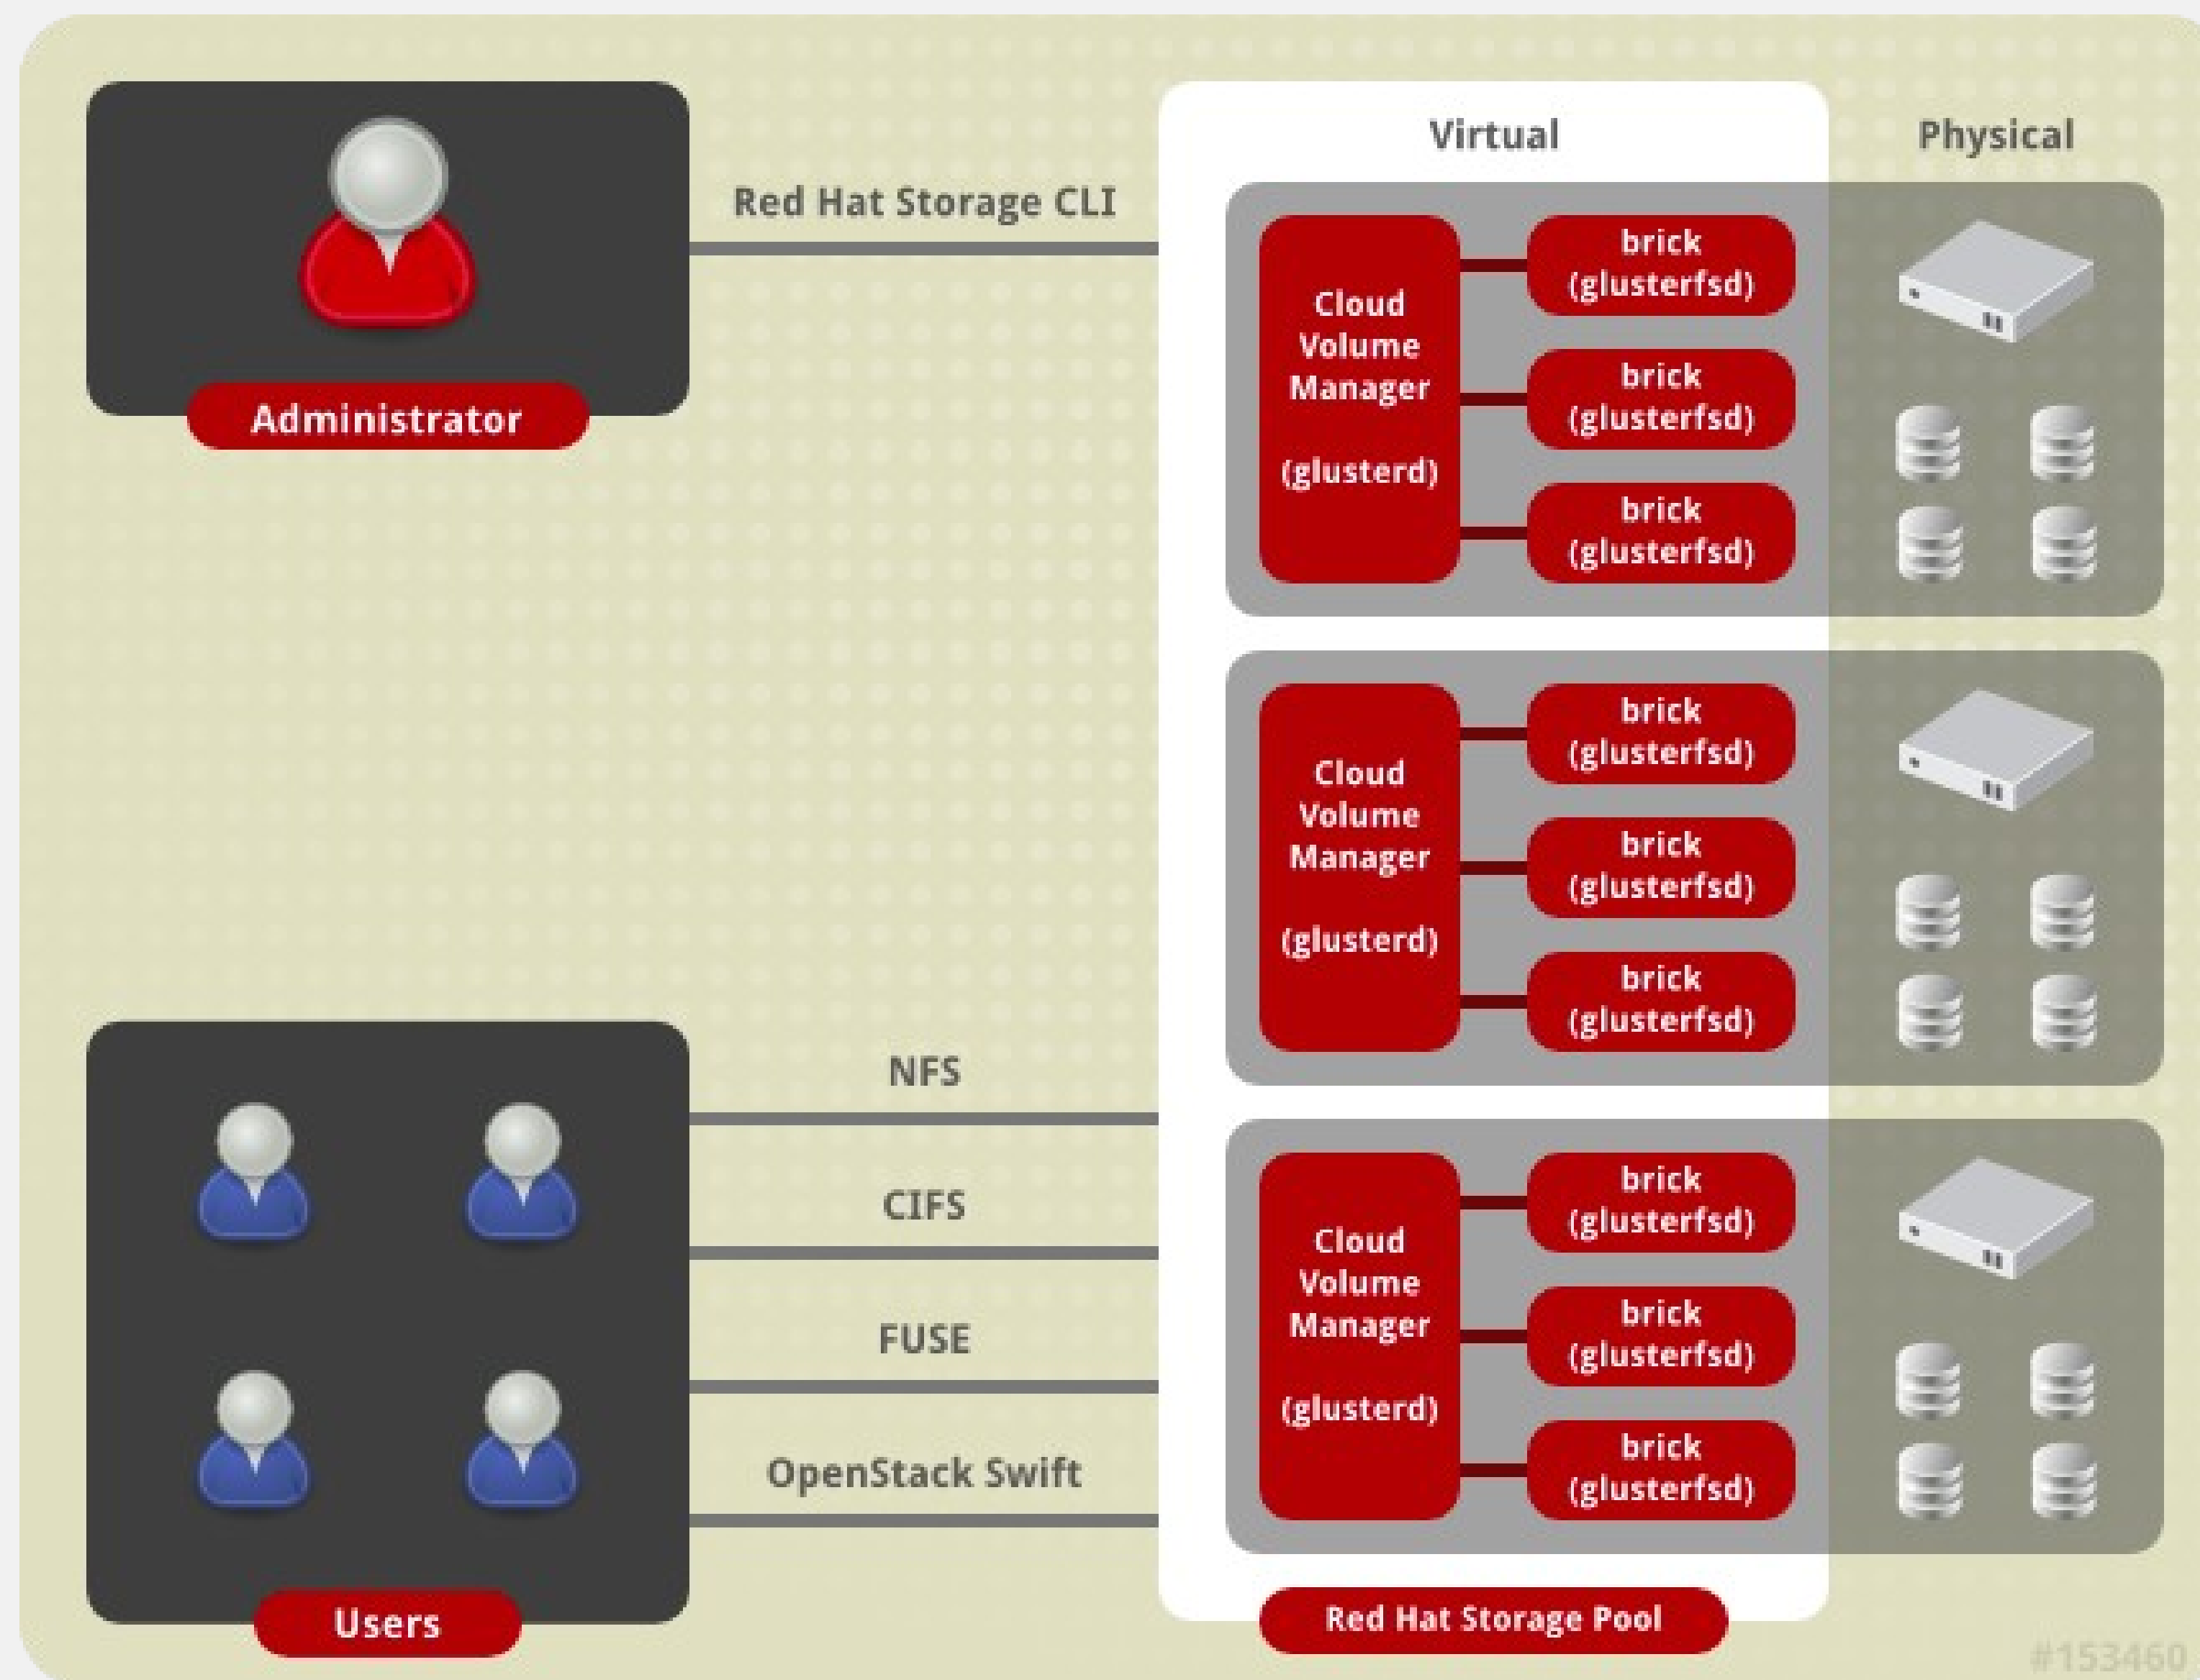 Virtual
Physical
Red Hat Storage CLI
Administrator
Cloud
Volume
Manager
(glusterd)
brick
(glusterfsd)
brick
(glusterfsd)
brick
(glusterfsd)
Cloud
Volume
Manager
(glusterd)
brick
(glusterfsd)
brick
(glusterfsd)
brick
(glusterfsd)
NFS
CIFS
FUSE
OpenStack Swift
Users
Cloud
Volume
Manager
(glusterd)
brick
(glusterfsd)
brick
(glusterfsd)
brick
(glusterfsd)
Red Hat Storage Pool
#153460